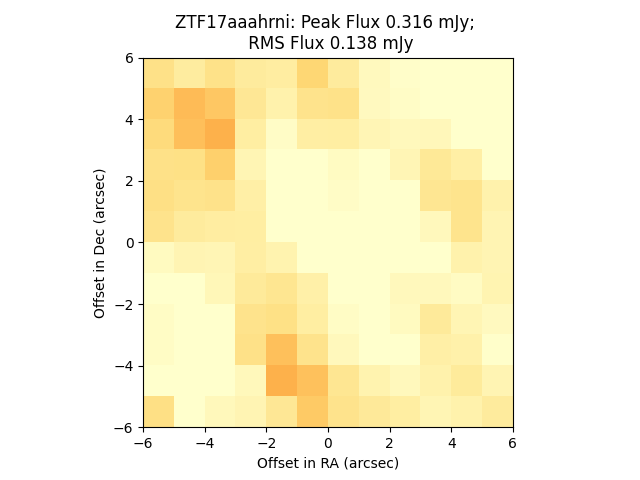 ZTF17aaahrni: Peak Flux 0.316 mJy;
RMS Flux 0.138 mJy
6
4
2
0
−2
−4
−6
Offset in Dec (arcsec)
−6 −4 −2 0 2 4 6
Offset in RA (arcsec)